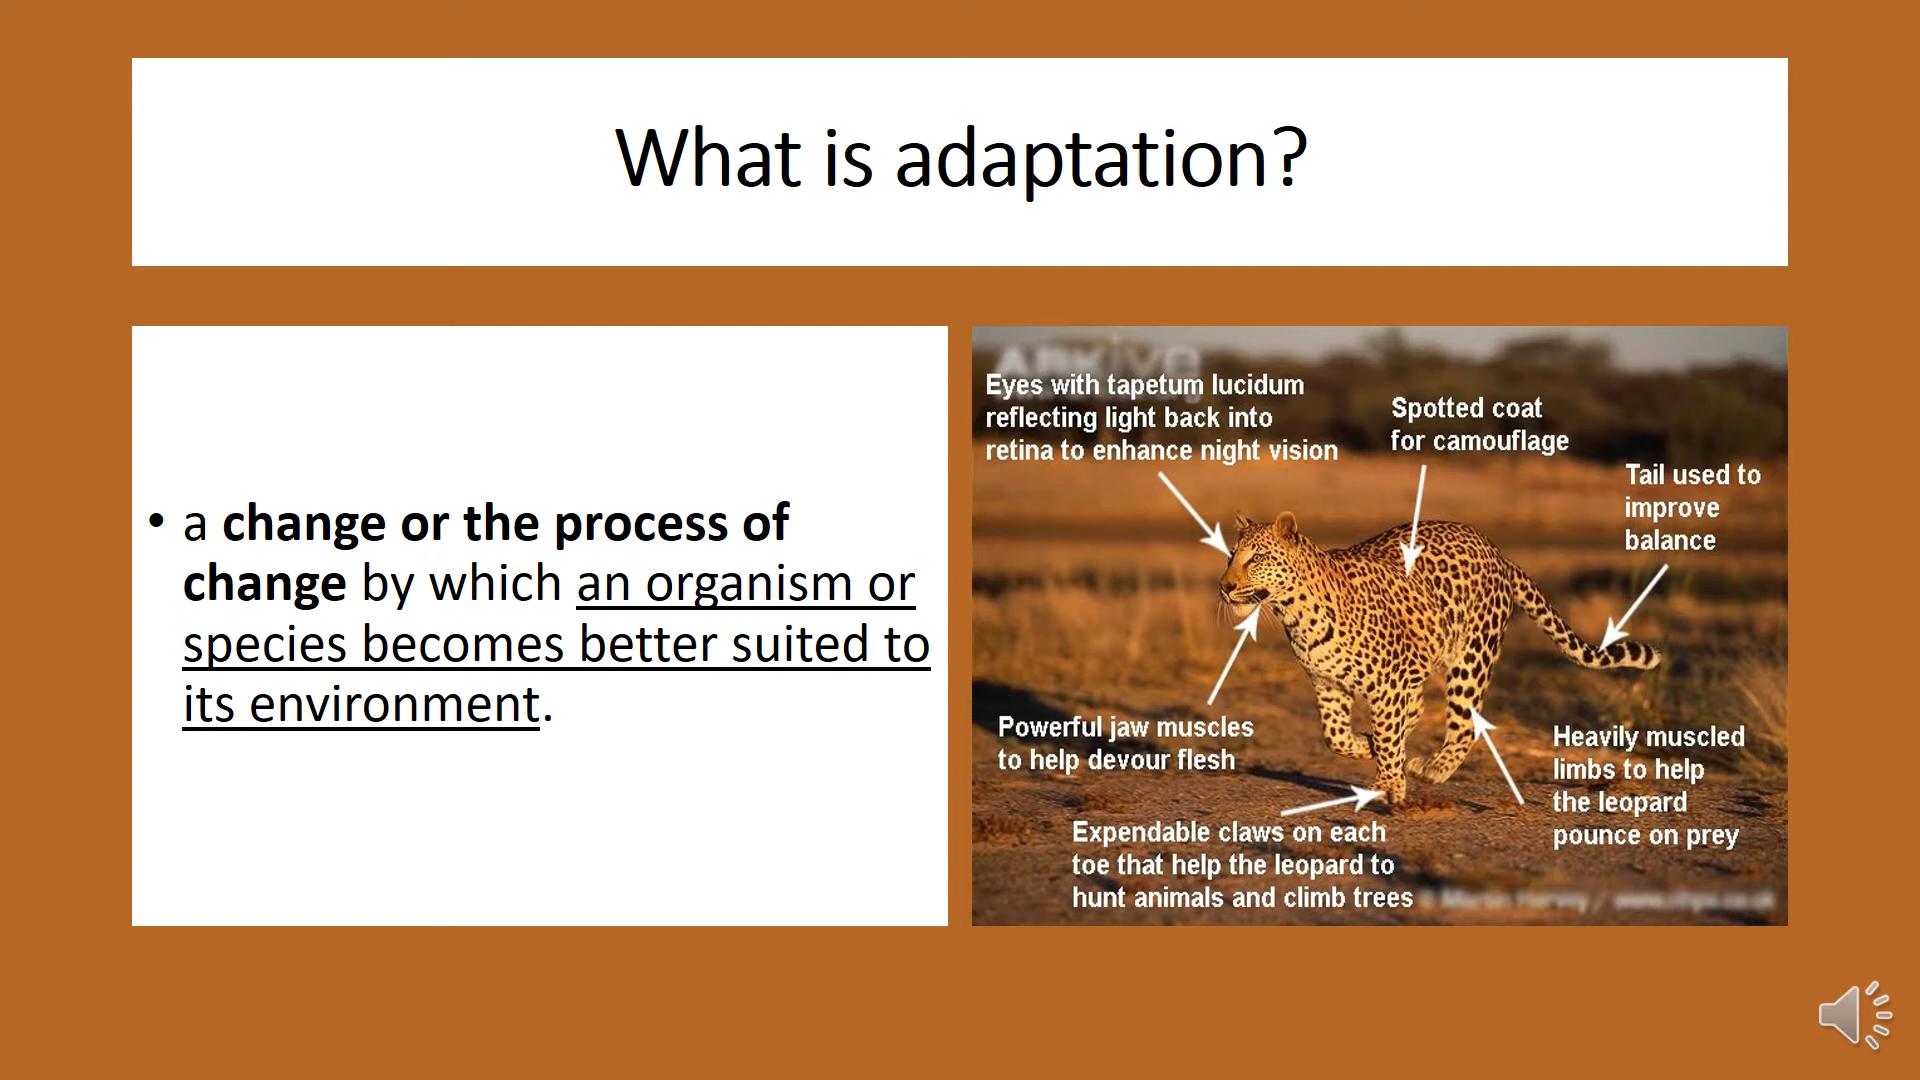 What is adaptation?
• a change or the process of
change by which an organism or
species becomes better suited to
its environment.
Eyes with tapetum lucidum
reflecting light back into
retina to enhance night vision
Spotted coat
for camouflage
Tail used to
improve
balance
Powerful jaw muscles
to help devour flesh
Heavily muscled
limbs to help
the leopard
pounce on prey
Expendable claws on each
toe that help the leopard to
hunt animals and climb trees